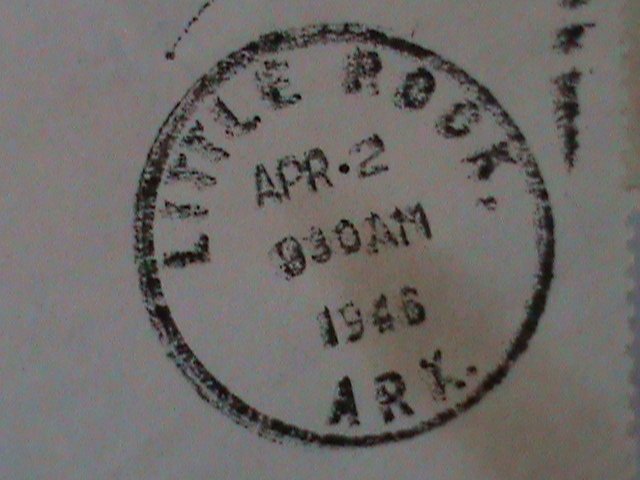 LITTLE ROCK,
APR·2
930AM
1946
ARK.